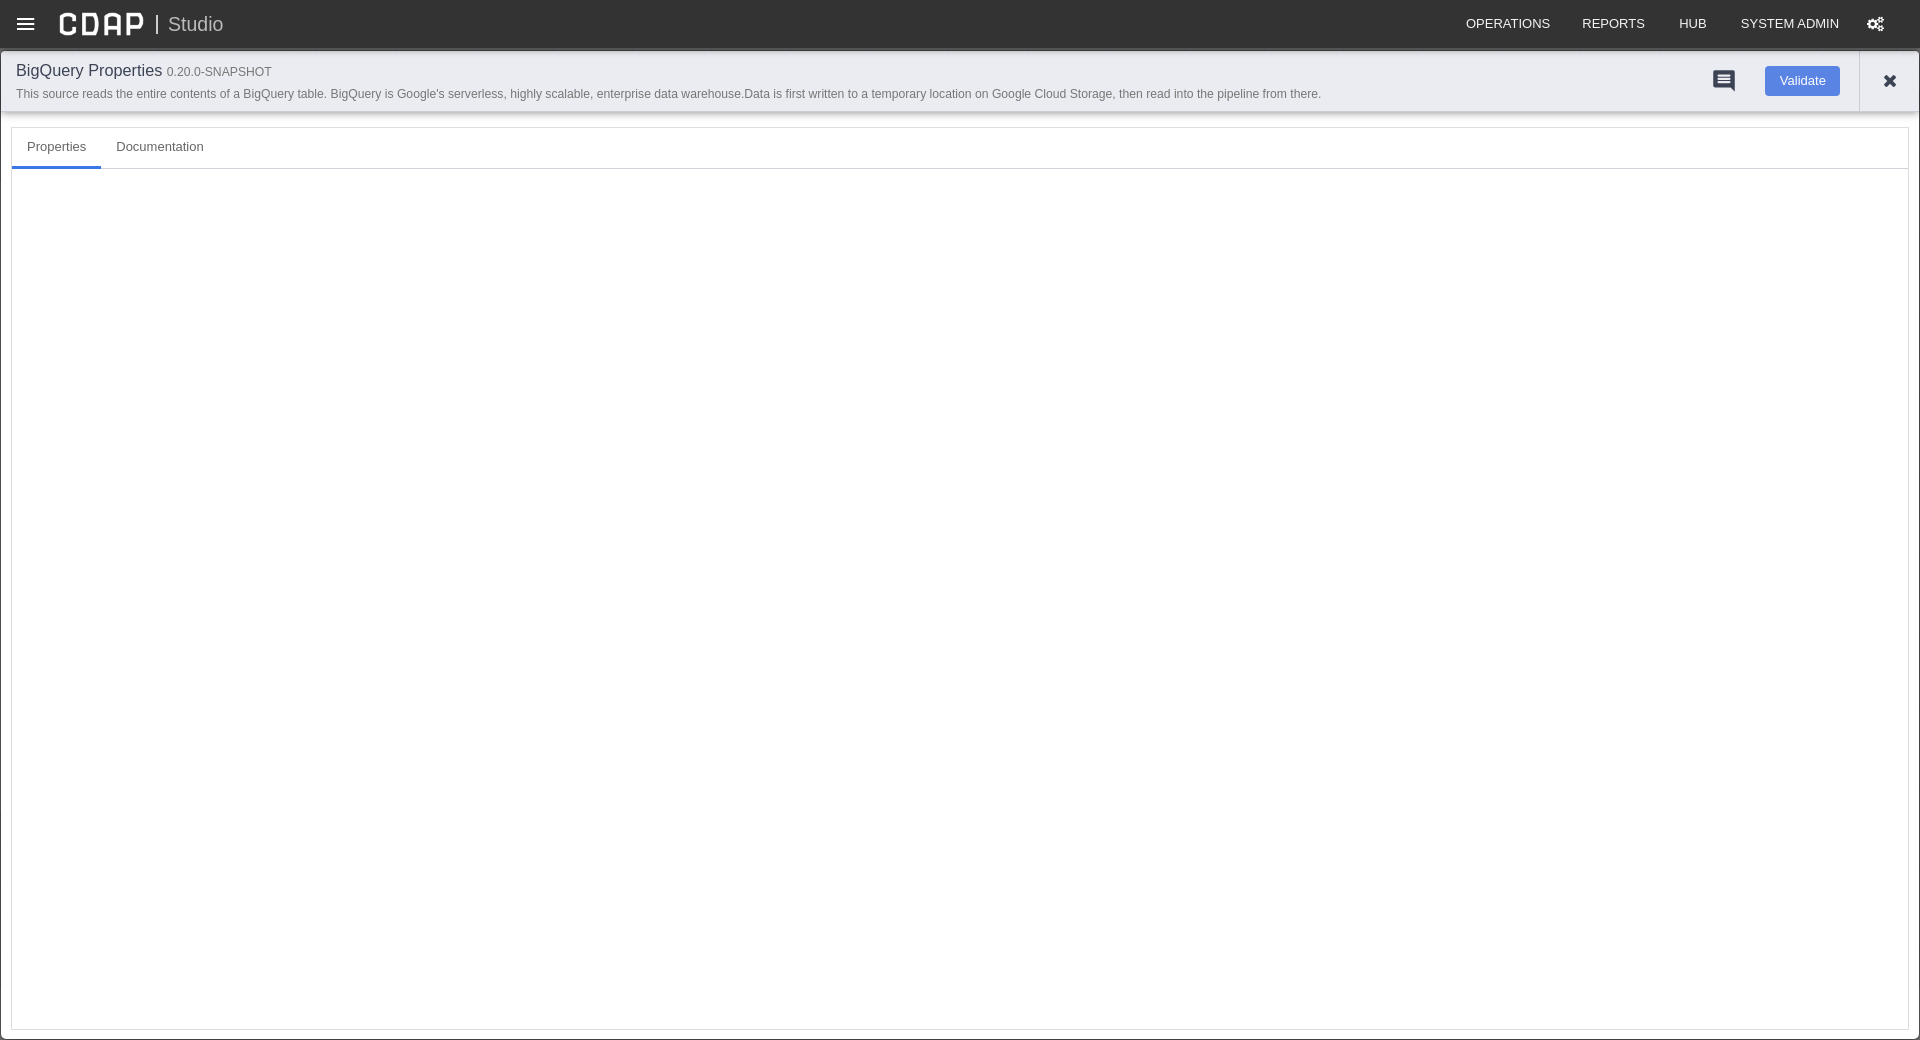 CDAP | Studio
OPERATIONS REPORTS HUB SYSTEM ADMIN
BigQuery Properties 0.20.0-SNAPSHOT
This source reads the entire contents of a BigQuery table. BigQuery is Google's serverless, highly scalable, enterprise data warehouse.Data is first written to a temporary location on Google Cloud Storage, then read into the pipeline from there.
Validate
Properties Documentation